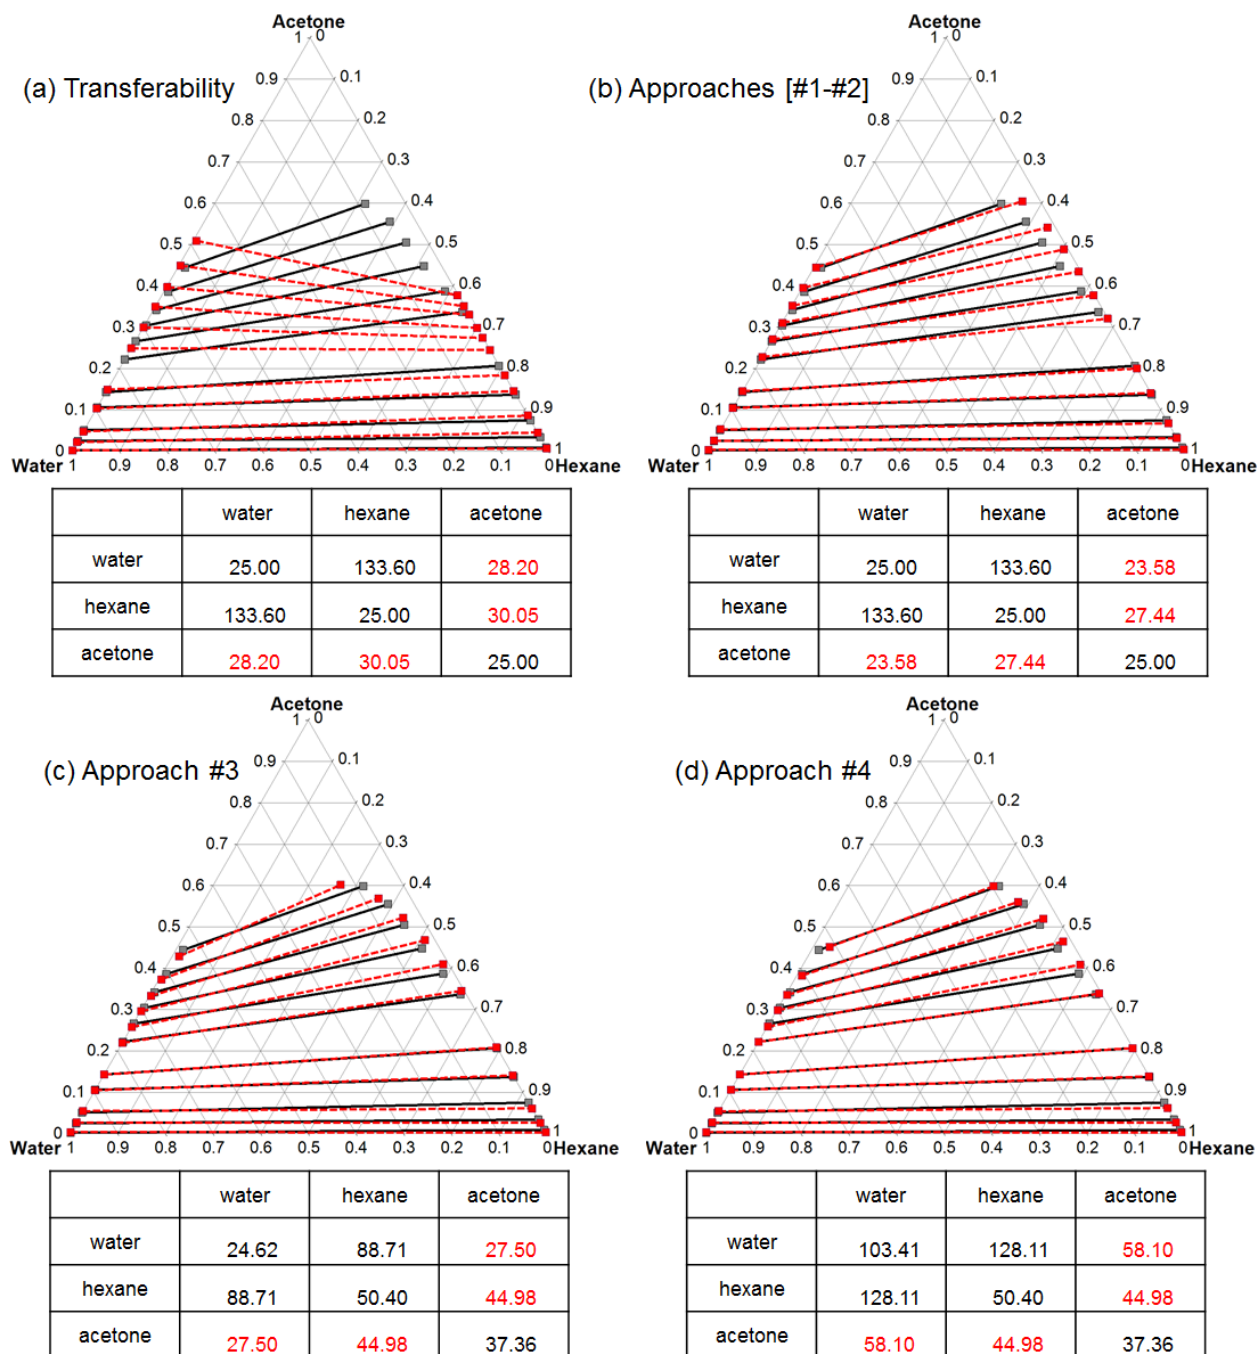 Acetone
1 0
0.9 0.1
(a) Transferability
0.8 0.2
0.7 0.3
0.6 0.4
0.5 0.5
0.4 0.6
0.3 0.7
0.2 0.8
0.1 0.9
0 1
Water 1 0.9 0.8 0.7 0.6 0.5 0.4 0.3 0.2 0.1 0 Hexane
water hexane acetone
water 25.00 133.60 28.20
hexane 133.60 25.00 30.05
acetone 28.20 30.05 25.00
Acetone
1 0
0.9 0.1
(b) Approaches [#1-#2]
0.8 0.2
0.7 0.3
0.6 0.4
0.5 0.5
0.4 0.6
0.3 0.7
0.2 0.8
0.1 0.9
0 1
Water 1 0.9 0.8 0.7 0.6 0.5 0.4 0.3 0.2 0.1 0 Hexane
water hexane acetone
water 25.00 133.60 23.58
hexane 133.60 25.00 27.44
acetone 23.58 27.44 25.00
Acetone
1 0
0.9 0.1
(c) Approach #3
0.8 0.2
0.7 0.3
0.6 0.4
0.5 0.5
0.4 0.6
0.3 0.7
0.2 0.8
0.1 0.9
0 1
Water 1 0.9 0.8 0.7 0.6 0.5 0.4 0.3 0.2 0.1 0 Hexane
water hexane acetone
water 24.62 88.71 27.50
hexane 88.71 50.40 44.98
acetone 27.50 44.98 37.36
Acetone
1 0
0.9 0.1
(d) Approach #4
0.8 0.2
0.7 0.3
0.6 0.4
0.5 0.5
0.4 0.6
0.3 0.7
0.2 0.8
0.1 0.9
0 1
Water 1 0.9 0.8 0.7 0.6 0.5 0.4 0.3 0.2 0.1 0 Hexane
water hexane acetone
water 103.41 128.11 58.10
hexane 128.11 50.40 44.98
acetone 58.10 44.98 37.36